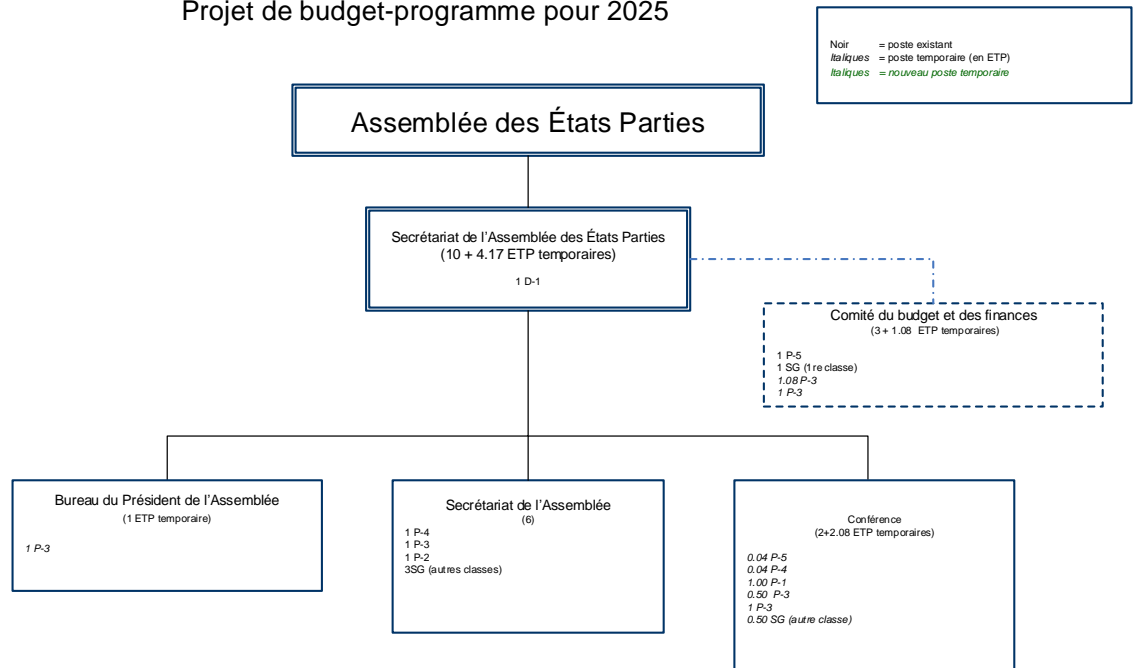 Projet de budget-programme pour 2025
Noir = poste existant
Italiques = poste temporaire (en ETP)
Italiques = nouveau poste temporaire
Assemblée des États Parties
Secrétariat de l'Assemblée des États Parties
(10 + 4.17 ETP temporaires)
1 D-1
Comité du budget et des finances
(3 + 1.08 ETP temporaires)
1 P-5
1 SG (1re classe)
1.08 P-3
1 P-3
Bureau du Président de l'Assemblée
(1 ETP temporaire)
1 P-3
Secrétariat de l'Assemblée
(6)
1 P-4
1 P-3
1 P-2
3SG (autres classes)
Conférence
(2+2.08 ETP temporaires)
0.04 P-5
0.04 P-4
1.00 P-1
0.50 P-3
1 P-3
0.50 SG (autre classe)